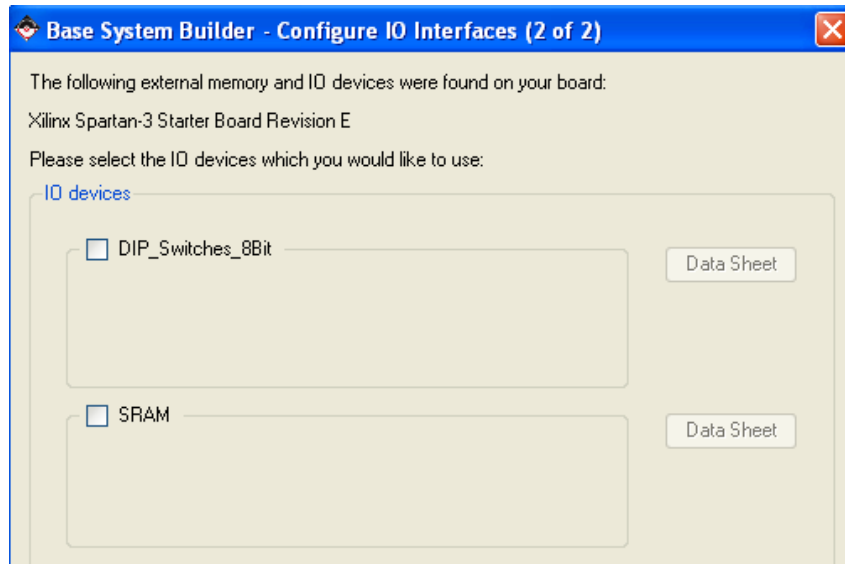 Base System Builder - Configure IO Interfaces (2 of 2)
The following external memory and IO devices were found on your board:
Xilinx Spartan-3 Starter Board Revision E
Please select the IO devices which you would like to use:
IO devices
DIP_Switches_8Bit
Data Sheet
SRAM
Data Sheet